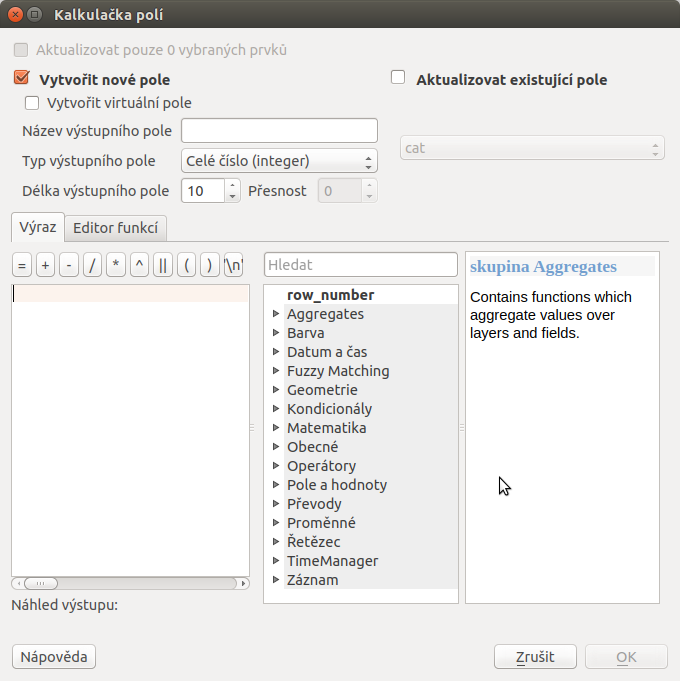 Kalkulačka polí
Aktualizovat pouze 0 vybraných prvků
Vytvořit nové pole
Aktualizovat existující pole
Vytvořit virtuální pole
Název výstupního pole
cat
Typ výstupního pole Celé číslo (integer)
Délka výstupního pole 10 Přesnost 0
Výraz Editor funkcí
= + - / * ^ || ( ) '\n'
Hledat
row_number
Aggregates
Barva
Datum a čas
Fuzzy Matching
Geometrie
Kondicionály
Matematika
Obecné
Operátory
Pole a hodnoty
Převody
Proměnné
Řetězec
TimeManager
Záznam
skupina Aggregates
Contains functions which
aggregate values over
layers and fields.
Náhled výstupu:
Nápověda Zrušit OK